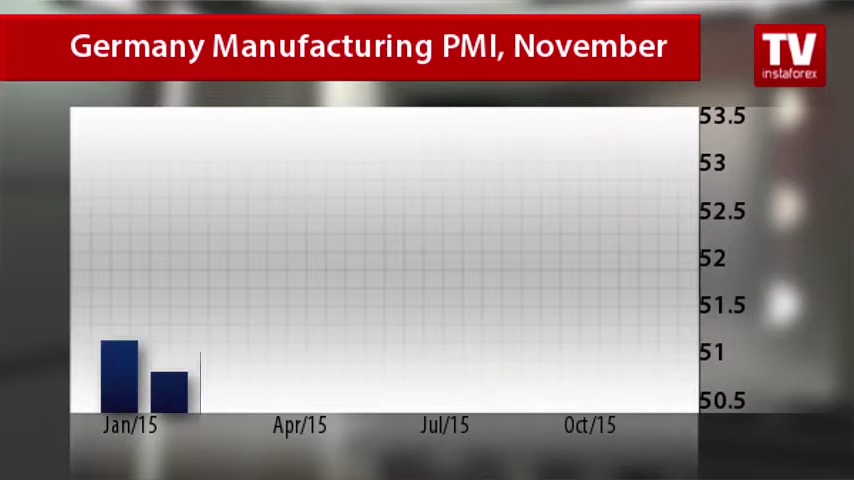 Germany Manufacturing PMI, November
TV
instaforex
53.5
53
52.5
52
51.5
51
50.5
Jan/15 Apr/15 Jul/15 Oct/15